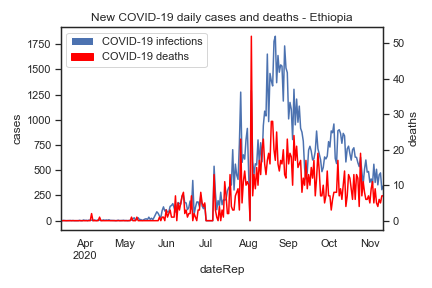 New COVID-19 daily cases and deaths - Ethiopia
COVID-19 infections
COVID-19 deaths
cases
1750
1500
1250
1000
750
500
250
0
deaths
50
40
30
20
10
0
Apr
2020
May
Jun
Jul
Aug
Sep
Oct
Nov
dateRep